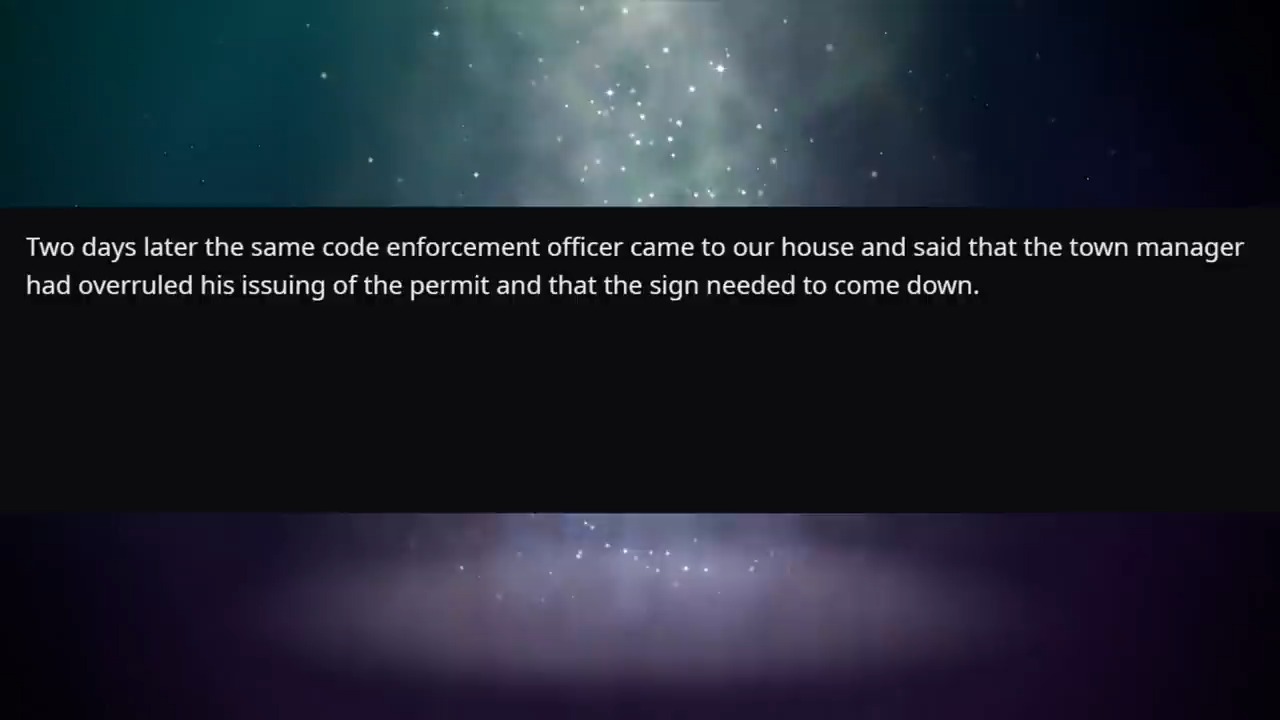 Two days later the same code enforcement officer came to our house and said that the town manager
had overruled his issuing of the permit and that the sign needed to come down.